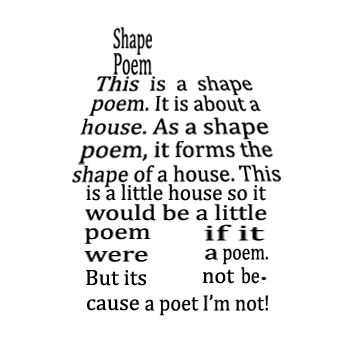 Shape
Poem
This is a shape
poem. It is about a
house. As a shape
poem, it forms the
shape of a house. This
is a little house so it
would be a little
poem if it
were a poem.
But its not be-
cause a poet I'm not!